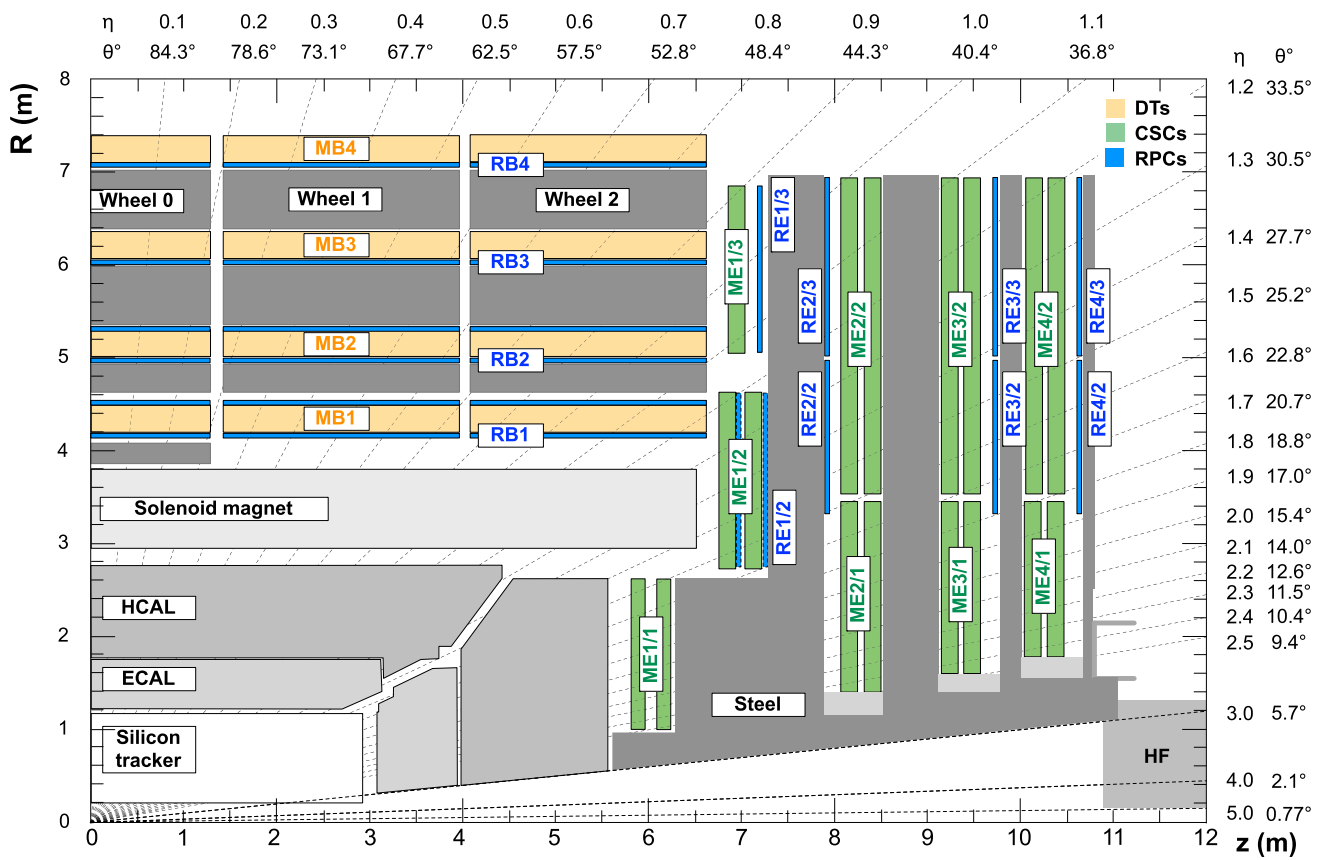 η 0.1 0.2 0.3 0.4 0.5 0.6 0.7 0.8 0.9 1.0 1.1
θ° 84.3° 78.6° 73.1° 67.7° 62.5° 57.5° 52.8° 48.4° 44.3° 40.4° 36.8°
η θ°
R (m)
8
7
6
5
4
3
2
1
0
1.2 33.5°
1.3 30.5°
1.4 27.7°
1.5 25.2°
1.6 22.8°
1.7 20.7°
1.8 18.8°
1.9 17.0°
2.0 15.4°
2.1 14.0°
2.2 12.6°
2.3 11.5°
2.4 10.4°
2.5 9.4°
3.0 5.7°
4.0 2.1°
5.0 0.77°
DTs
CSCs
RPCs
MB4
RB4
Wheel 0
Wheel 1
Wheel 2
MB3
RB3
MB2
RB2
MB1
RB1
Solenoid magnet
HCAL
ECAL
Silicon
tracker
ME1/1
ME1/2
ME1/3
RE1/3
RE1/2
RE2/3
RE2/2
ME2/2
ME2/1
ME3/2
ME3/1
RE3/3
RE3/2
ME4/2
ME4/1
RE4/3
RE4/2
Steel
HF
0 1 2 3 4 5 6 7 8 9 10 11 12
z (m)